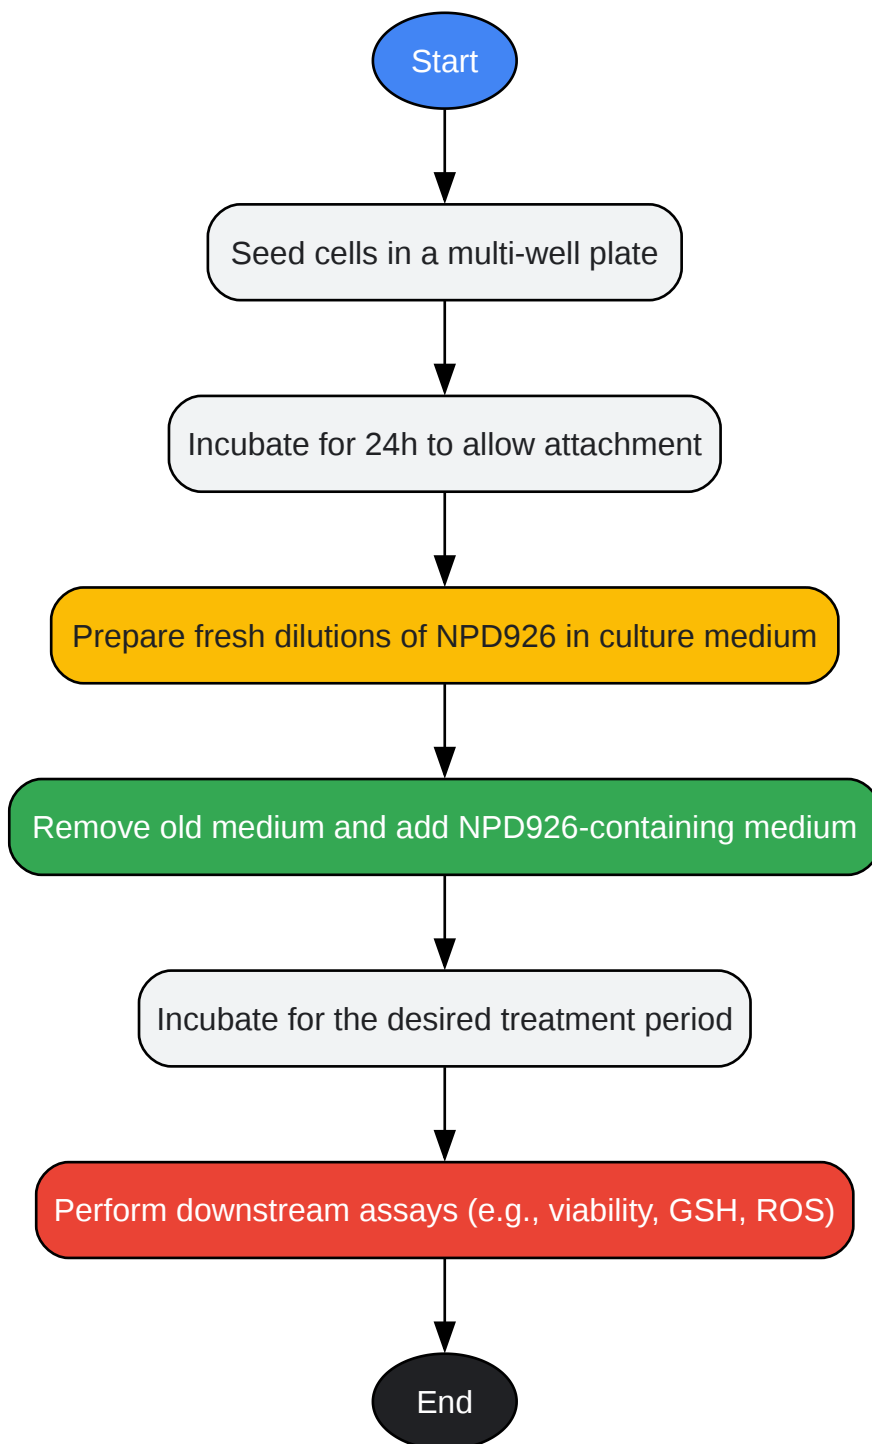 Start
Seed cells in a multi-well plate
Incubate for 24h to allow attachment
Prepare fresh dilutions of NPD926 in culture medium
Remove old medium and add NPD926-containing medium
Incubate for the desired treatment period
Perform downstream assays (e.g., viability, GSH, ROS)
End